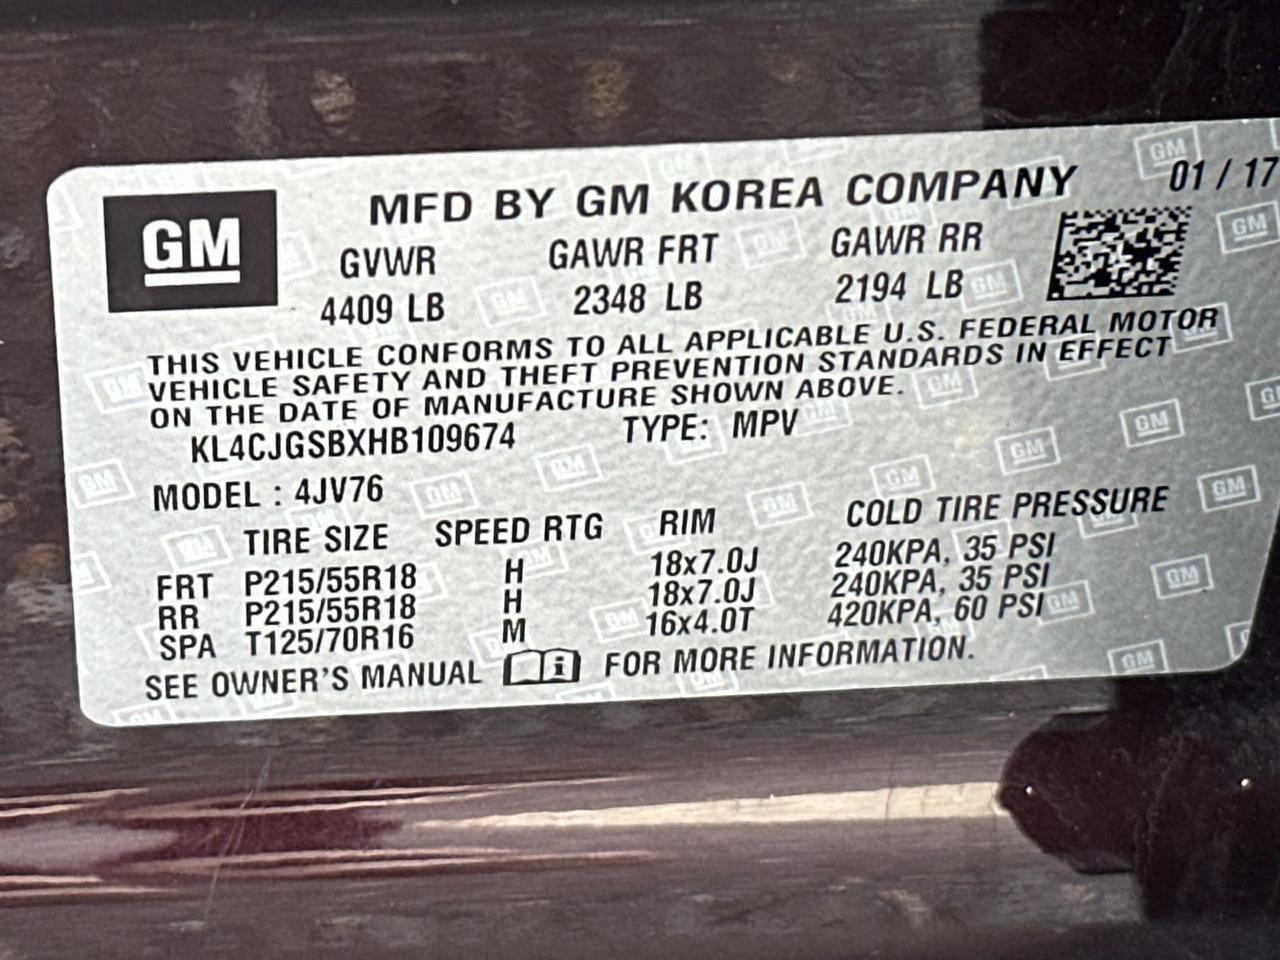 GM
MFD BY GM KOREA COMPANY 01 / 17
GVWR GAWR FRT GAWR RR
4409 LB 2348 LB 2194 LB
THIS VEHICLE CONFORMS TO ALL APPLICABLE U.S. FEDERAL MOTOR
VEHICLE SAFETY AND THEFT PREVENTION STANDARDS IN EFFECT
ON THE DATE OF MANUFACTURE SHOWN ABOVE.
KL4CJGSBXHB109674 TYPE: MPV
MODEL : 4JV76
TIRE SIZE SPEED RTG RIM COLD TIRE PRESSURE
FRT P215/55R18 H 18x7.0J 240KPA, 35 PSI
RR P215/55R18 H 18x7.0J 240KPA, 35 PSI
SPA T125/70R16 M 16x4.0T 420KPA, 60 PSI
SEE OWNER'S MANUAL i FOR MORE INFORMATION.